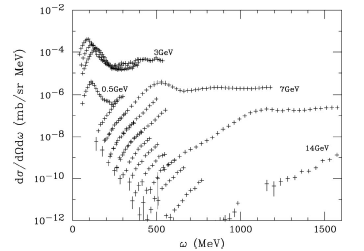 10⁻²
10⁻⁴
10⁻⁶
10⁻⁸
10⁻¹⁰
10⁻¹²
dσ/dΩdω (mb/sr MeV)
3GeV
0.5GeV
7GeV
14GeV
0 500 1000 1500
ω (MeV)